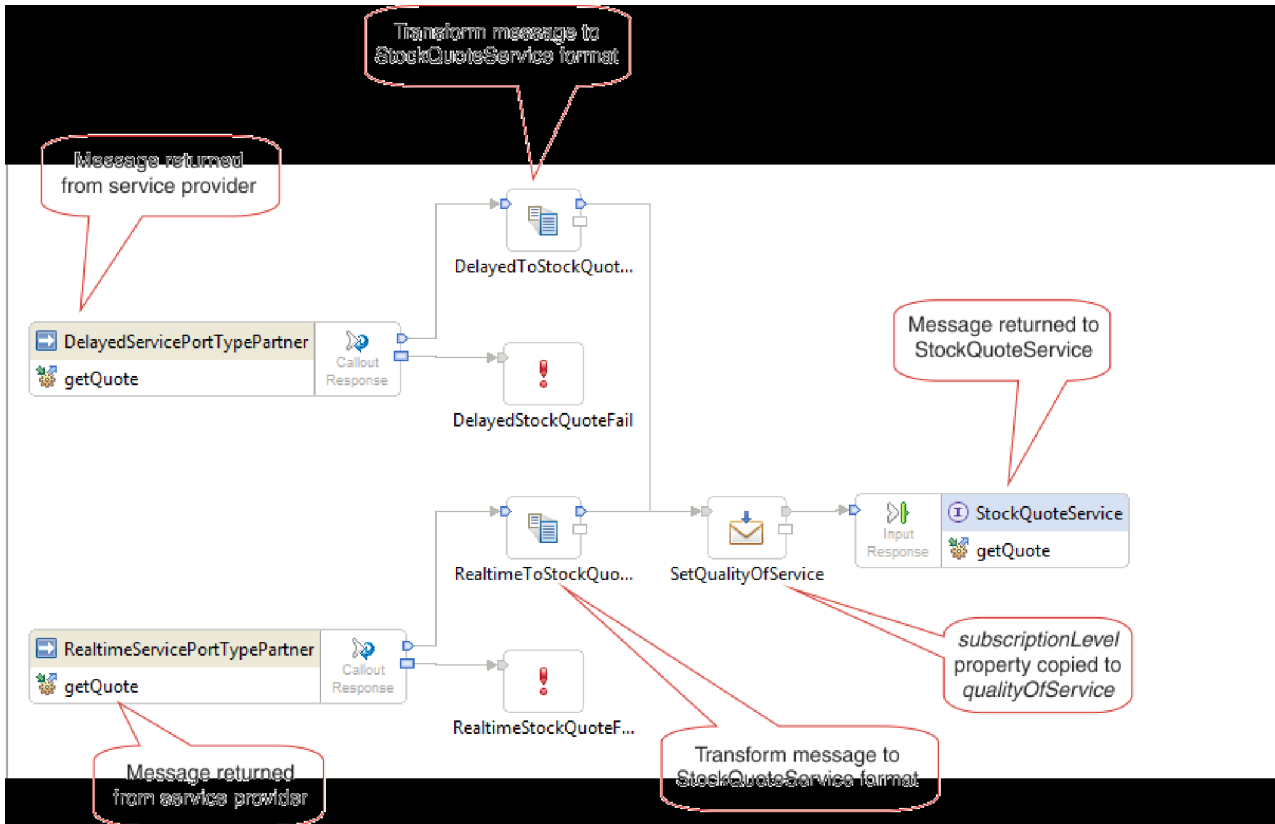 Transform message to
StockQuoteService format
Message returned
from service provider
DelayedToStockQuot...
DelayedServicePortTypePartner
getQuote
Callout
Response
DelayedStockQuoteFail
Message returned to
StockQuoteService
RealtimeToStockQuo...
SetQualityOfService
Input
Response
StockQuoteService
getQuote
RealtimeServicePortTypePartner
getQuote
Callout
Response
RealtimeStockQuoteF...
subscriptionLevel
property copied to
qualityOfService
Message returned
from service provider
Transform message to
StockQuoteService format